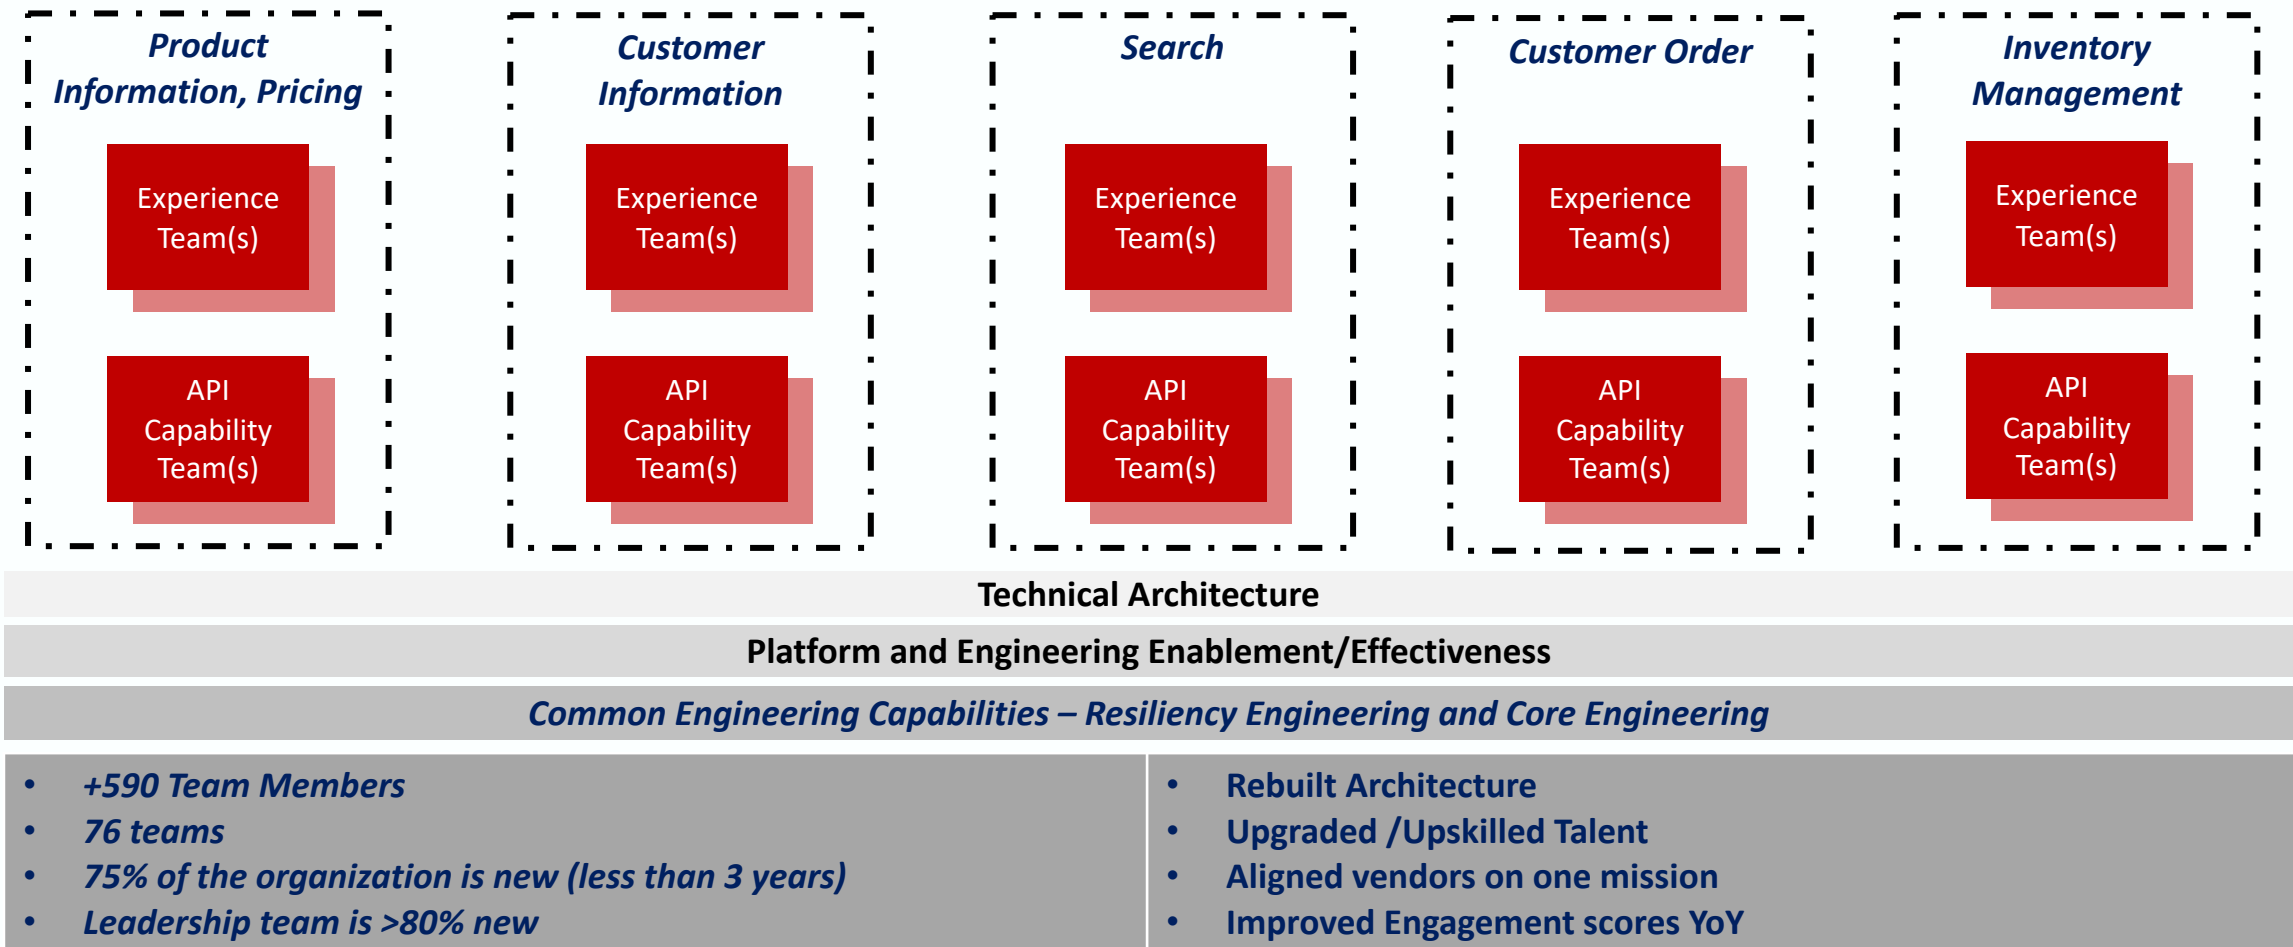 Product
Information, Pricing
Experience
Team(s)
API
Capability
Team(s)
Customer
Information
Experience
Team(s)
API
Capability
Team(s)
Search
Experience
Team(s)
API
Capability
Team(s)
Customer Order
Experience
Team(s)
API
Capability
Team(s)
Inventory
Management
Experience
Team(s)
API
Capability
Team(s)
Technical Architecture
Platform and Engineering Enablement/Effectiveness
Common Engineering Capabilities – Resiliency Engineering and Core Engineering
• +590 Team Members
• 76 teams
• 75% of the organization is new (less than 3 years)
• Leadership team is >80% new
• Rebuilt Architecture
• Upgraded /Upskilled Talent
• Aligned vendors on one mission
• Improved Engagement scores YoY